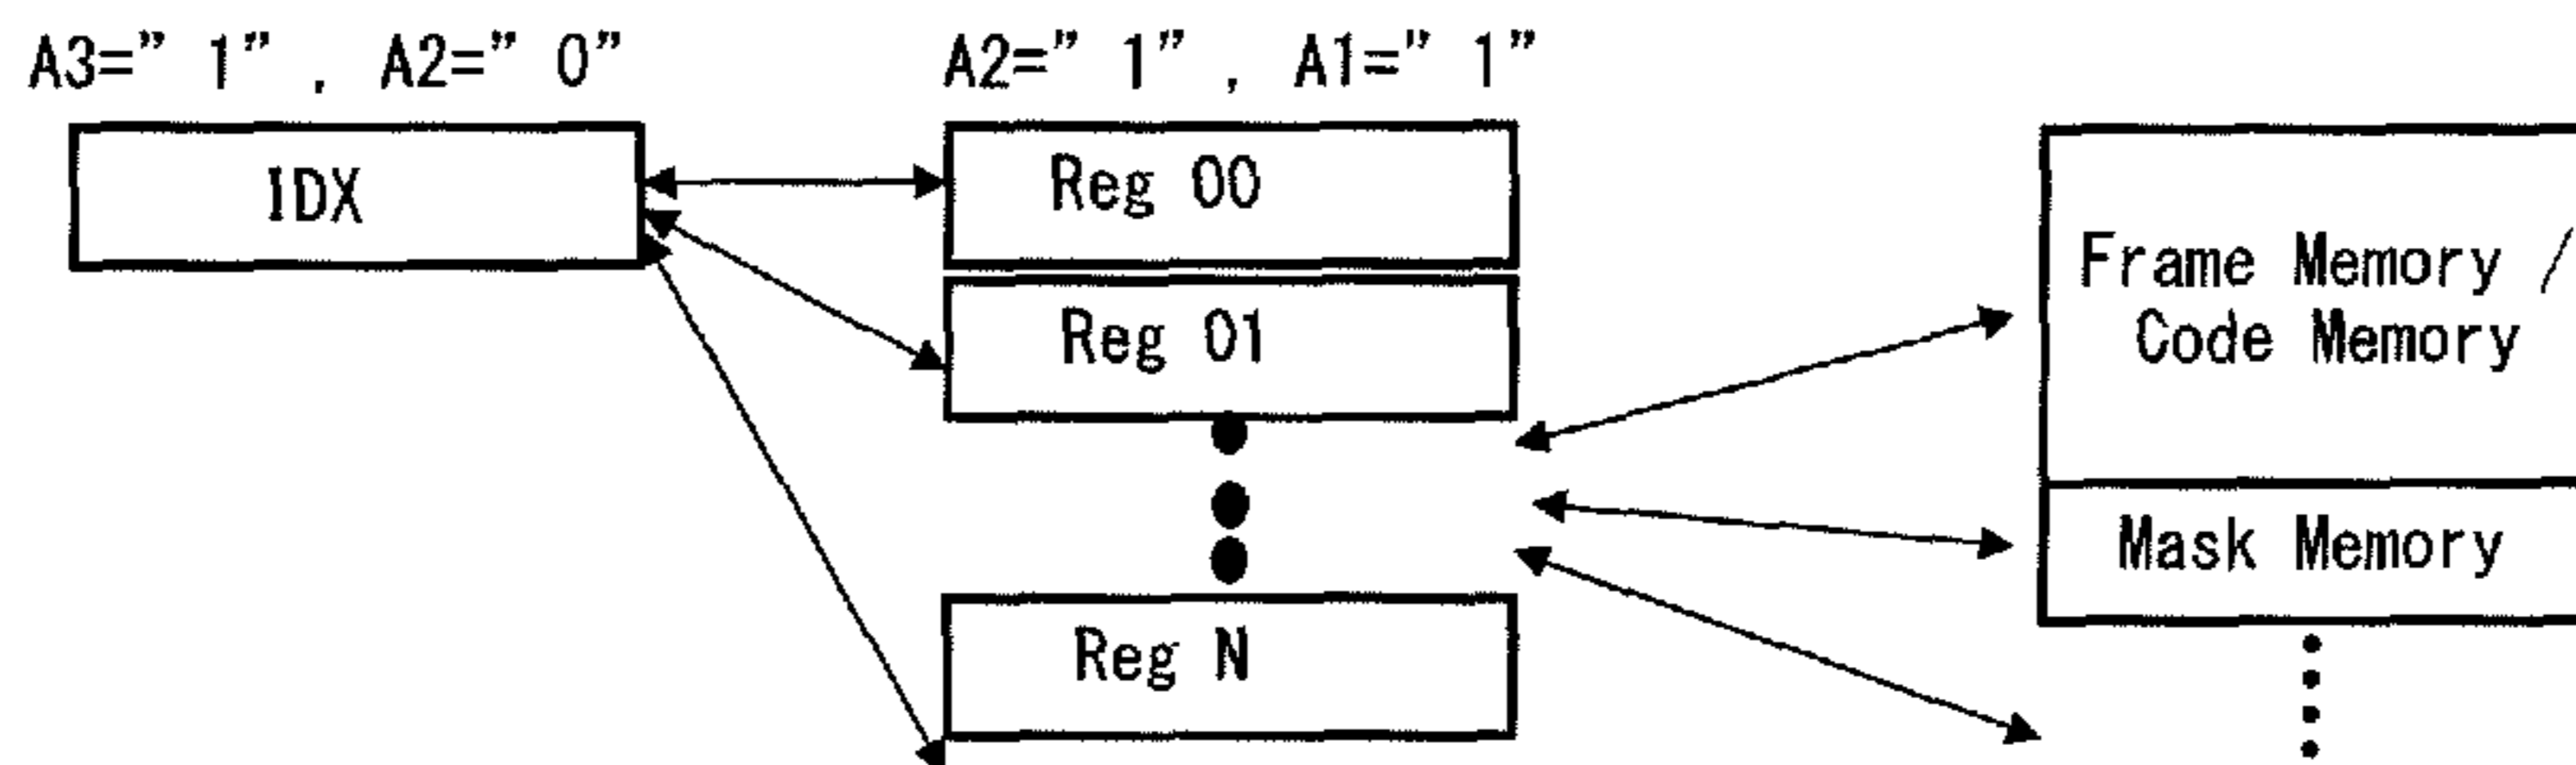 A3=" 1" , A2=" 0"
A2=" 1" , A1=" 1"
IDX
Reg 00
Reg 01
Reg N
Frame Memory /
Code Memory
Mask Memory